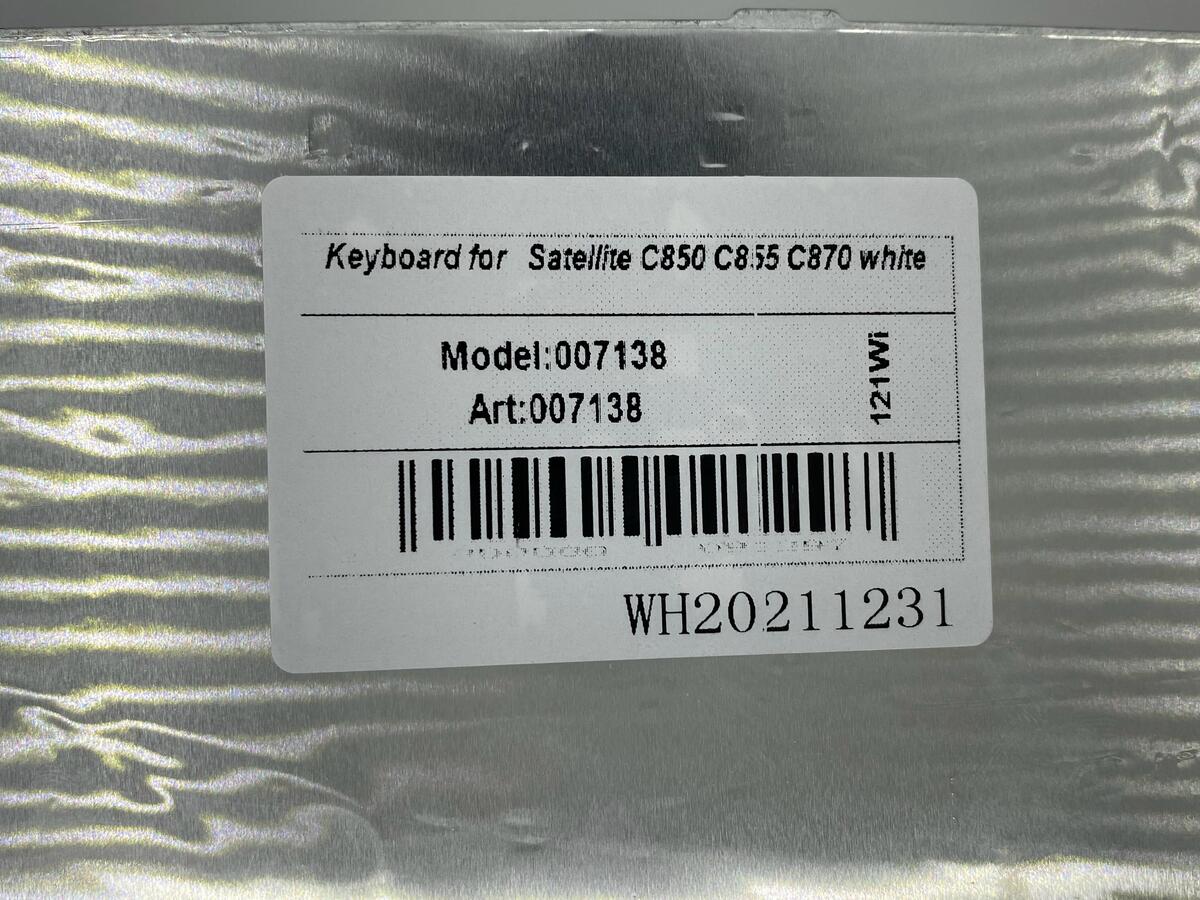 Keyboard for Satellite C850 C855 C870 white
Model:007138
Art:007138
121Wi
WH20211231